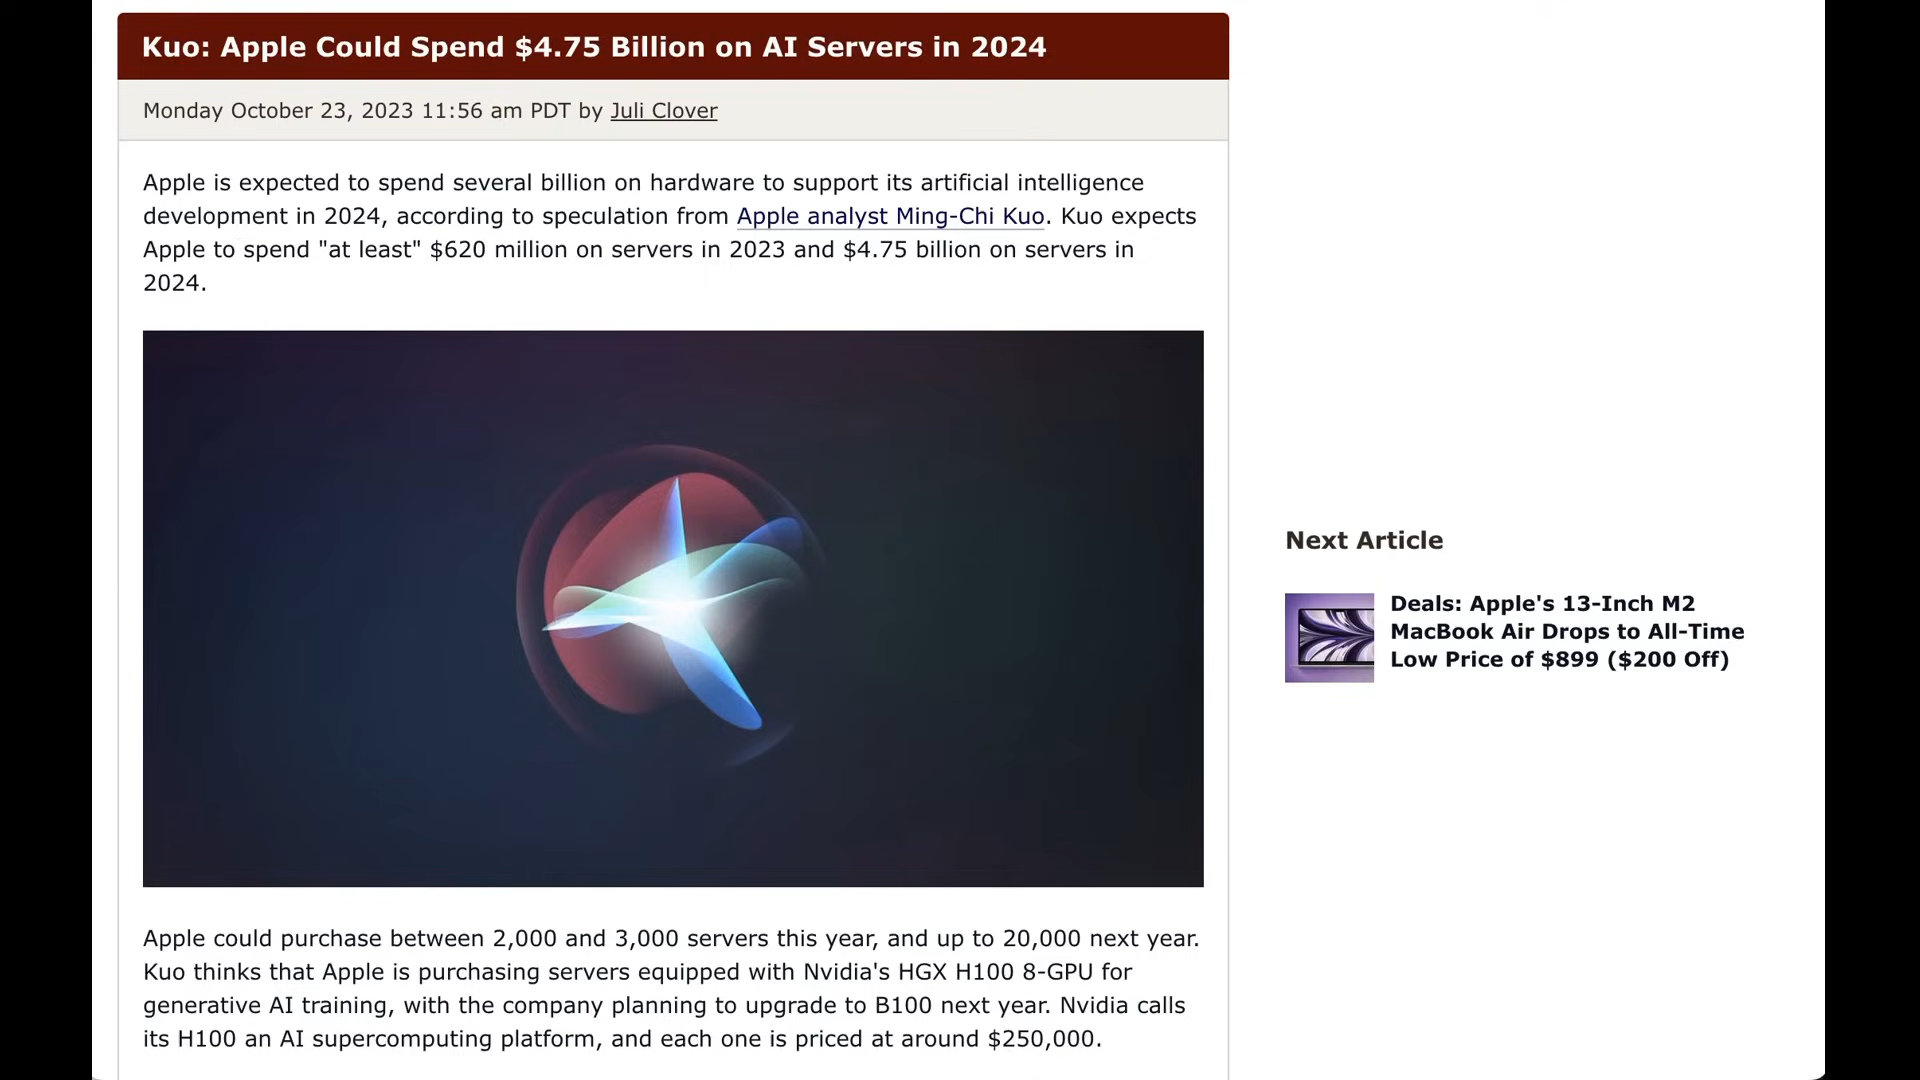 Kuo: Apple Could Spend $4.75 Billion on AI Servers in 2024
Monday October 23, 2023 11:56 am PDT by Juli Clover
Apple is expected to spend several billion on hardware to support its artificial intelligence
development in 2024, according to speculation from Apple analyst Ming-Chi Kuo. Kuo expects
Apple to spend "at least" $620 million on servers in 2023 and $4.75 billion on servers in
2024.
Apple could purchase between 2,000 and 3,000 servers this year, and up to 20,000 next year.
Kuo thinks that Apple is purchasing servers equipped with Nvidia's HGX H100 8-GPU for
generative AI training, with the company planning to upgrade to B100 next year. Nvidia calls
its H100 an AI supercomputing platform, and each one is priced at around $250,000.
Next Article
Deals: Apple's 13-Inch M2
MacBook Air Drops to All-Time
Low Price of $899 ($200 Off)